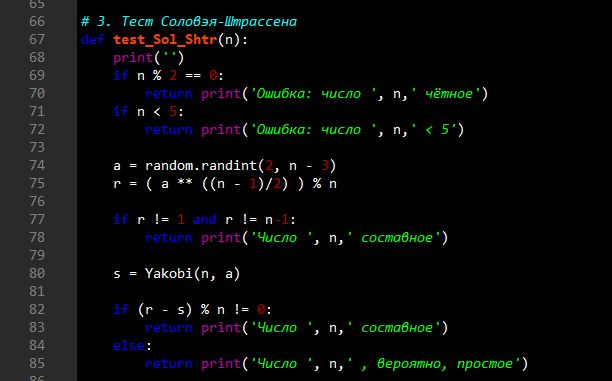 65
66 # 3. Тест Соловэя-Штрассена
67 def test_Sol_Shtr(n):
68 print('')
69 if n % 2 == 0:
70 return print('Ошибка: число ', n,' чётное')
71 if n < 5:
72 return print('Ошибка: число ', n,' < 5')
73
74 a = random.randint(2, n - 3)
75 r = ( a ** ((n - 1)/2) ) % n
76
77 if r != 1 and r != n-1:
78 return print('Число ', n,' составное')
79
80 s = Yakobi(n, a)
81
82 if (r - s) % n != 0:
83 return print('Число ', n,' составное')
84 else:
85 return print('Число ', n,' , вероятно, простое')
86